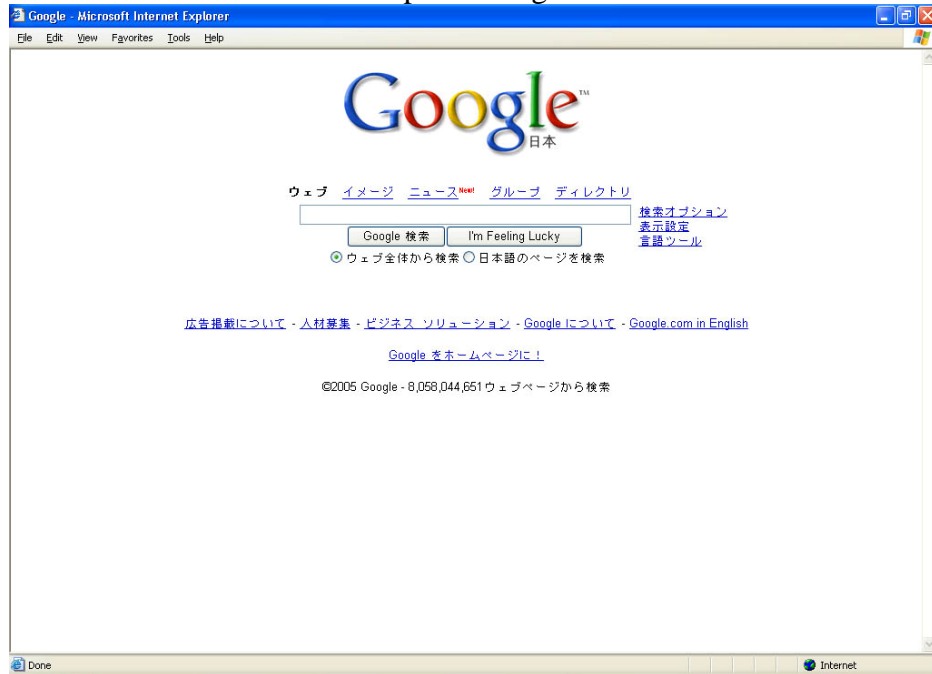 Google - Microsoft Internet Explorer
File Edit View Favorites Tools Help
Google™
日本
ウェブ イメージ ニュースNew! グループ ディレクトリ
検索オプション
表示設定
言語ツール
Google 検索 I'm Feeling Lucky
ウェブ全体から検索 日本語のページを検索
広告掲載について - 人材募集 - ビジネス ソリューション - Google について - Google.com in English
Google をホームページに！
©2005 Google - 8,058,044,651 ウェブページから検索
Done Internet